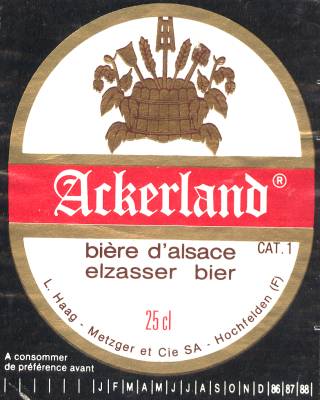 Ackerland®
bière d'alsace CAT. 1
elzasser bier
25 cl
L. Haag - Metzger et Cie SA - Hochfelden (F)
A consommer
de préférence avant
| | | | | | | J | F | M | A | M | J | J | A | S | O | N | D | 86 | 87 | 88 |